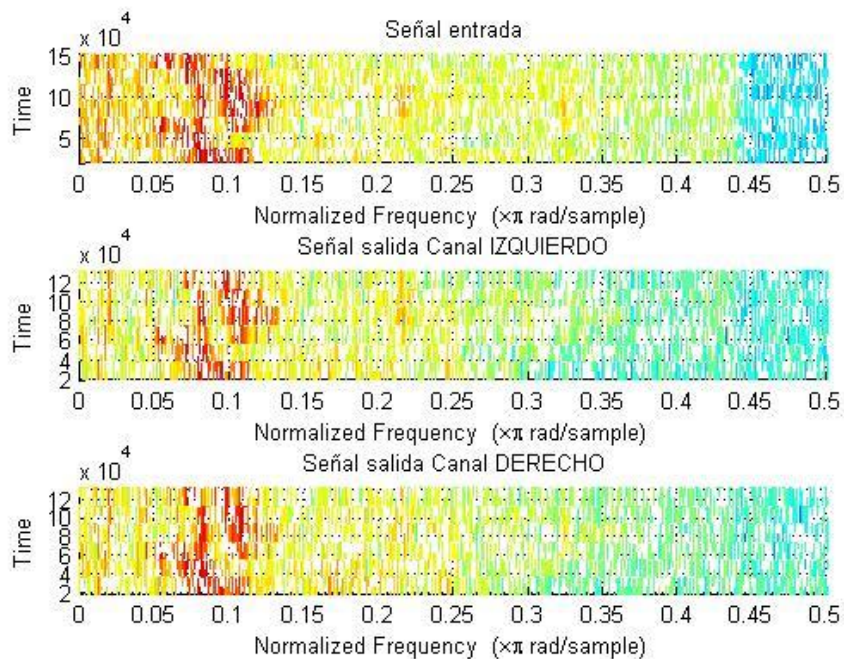 Señal entrada
x 10^4
15
10
5
Time
0 0.05 0.1 0.15 0.2 0.25 0.3 0.35 0.4 0.45 0.5
Normalized Frequency (×π rad/sample)
Señal salida Canal IZQUIERDO
x 10^4
12
10
8
6
4
2
Time
0 0.05 0.1 0.15 0.2 0.25 0.3 0.35 0.4 0.45 0.5
Normalized Frequency (×π rad/sample)
Señal salida Canal DERECHO
x 10^4
12
10
8
6
4
2
Time
0 0.05 0.1 0.15 0.2 0.25 0.3 0.35 0.4 0.45 0.5
Normalized Frequency (×π rad/sample)